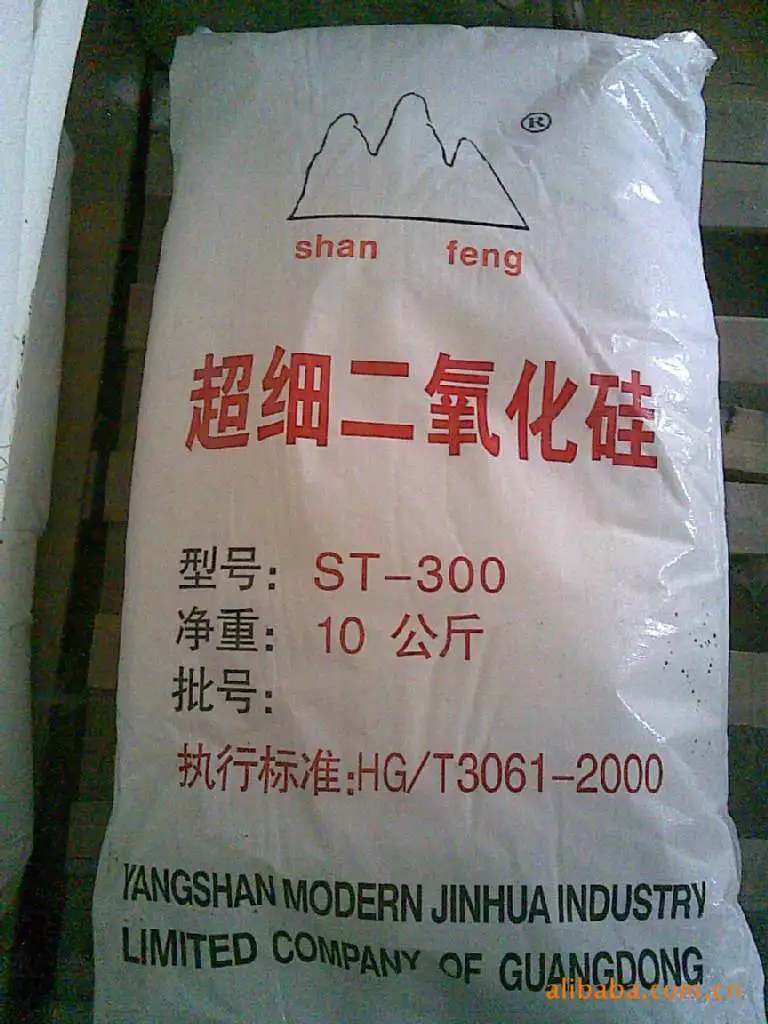 ®
shan feng
超细二氧化硅
型号: ST-300
净重: 10 公斤
批号:
执行标准:HG/T3061-2000
YANGSHAN MODERN JINHUA INDUSTRY
LIMITED COMPANY OF GUANGDONG
alibaba.com.cn